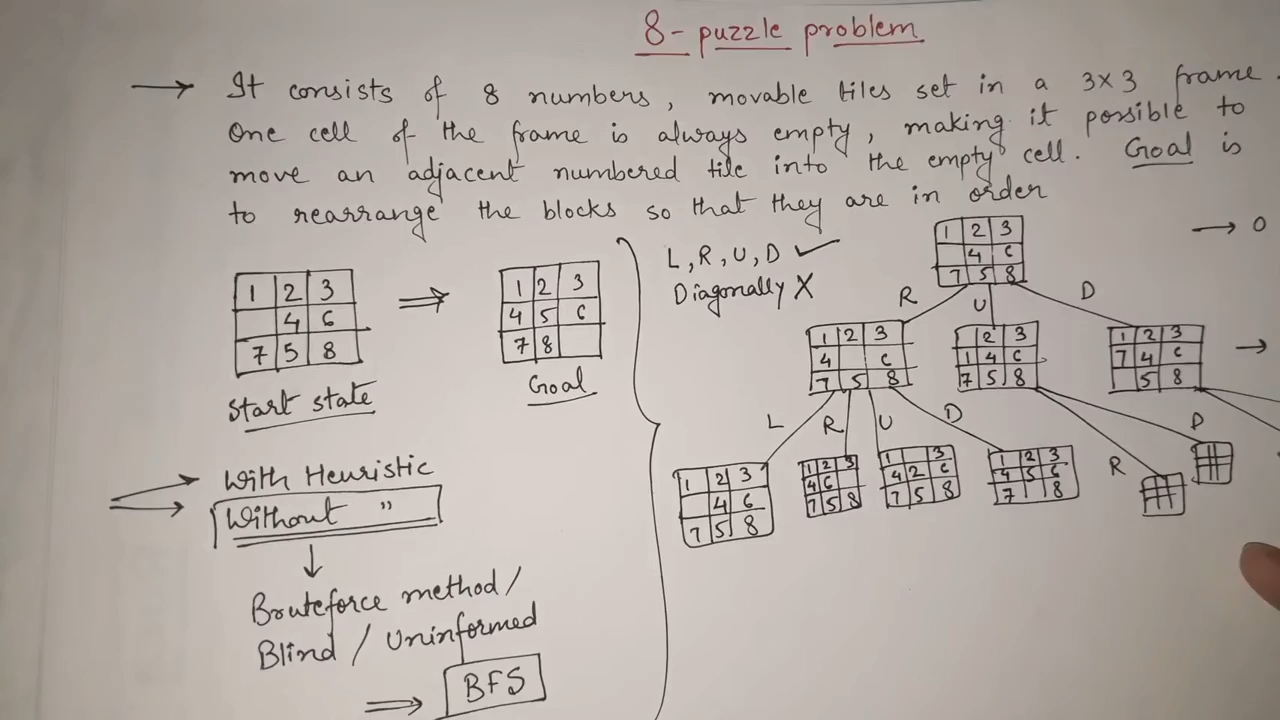 8-puzzle problem
→ It consists of 8 numbers, movable tiles set in a 3×3 frame.
One cell of the frame is always empty, making it possible to
move an adjacent numbered tile into the empty cell. Goal is
to rearrange the blocks so that they are in order
1 2 3
4 6
7 5 8
Start state
⇒
1 2 3
4 5 6
7 8
Goal
→ With Heuristic
→ Without "
↓
Bruteforce method/
Blind / Uninformed
⇒ BFS
L, R, U, D ✓
Diagonally X
1 2 3
4 6
7 5 8
→ 0
R U D
1 2 3
4 6
7 5 8
2 3
1 4 6
7 5 8
1 2 3
7 4 6
5 8
→
L R U D
1 2 3
4 6
7 5 8
1 2 3
4 6
7 5 8
1 3
4 2 6
7 5 8
1 2 3
4 5 6
7 8
R D